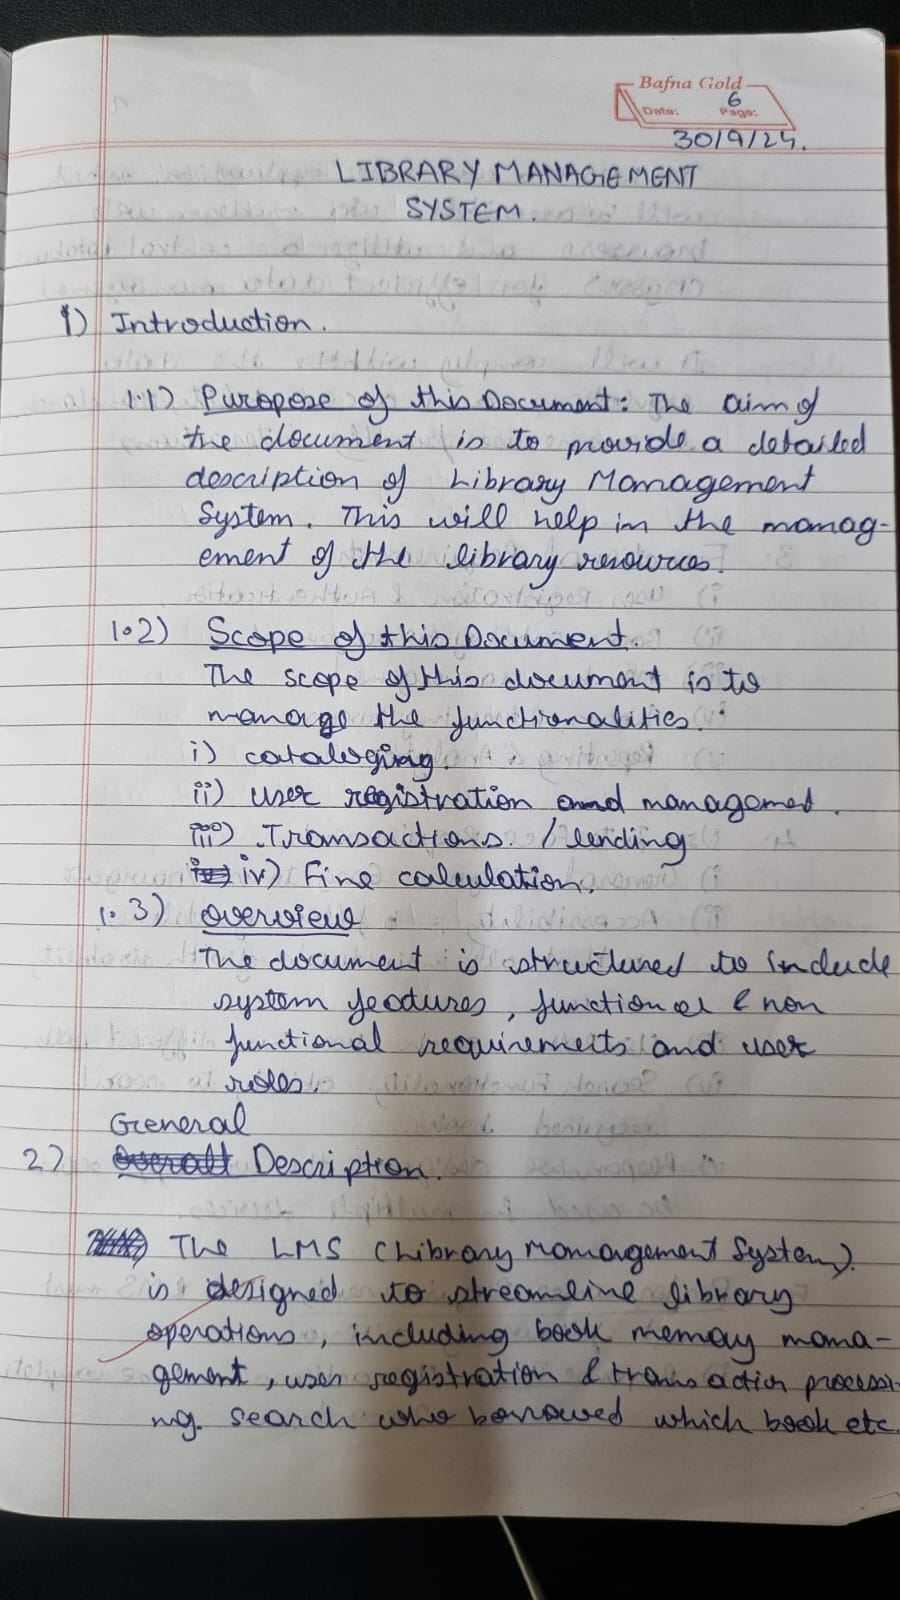 Bafna Gold
Date: Page: 6
30/9/24.
LIBRARY MANAGEMENT
SYSTEM.
1) Introduction.
1.1) Purpose of this Document: The aim of
the document is to provide a detailed
description of Library Management
System. This will help in the manag-
ement of the library resources.
1.2) Scope of this Document.
The scope of this document is to
manage the functionalities.
i) cataloging.
ii) user registration and managemed.
iii) Transactions. / lending
iv) Fine calculation.
1.3) overview
The document is structured to include
system features, functional & non
functional requirements and user
roles.
General
2) Overall Description.
The LMS (Library Management System).
is designed to streamline library
operations, including book memory mana-
gement, user registration & transaction processi-
ng. search who borrowed which book etc.